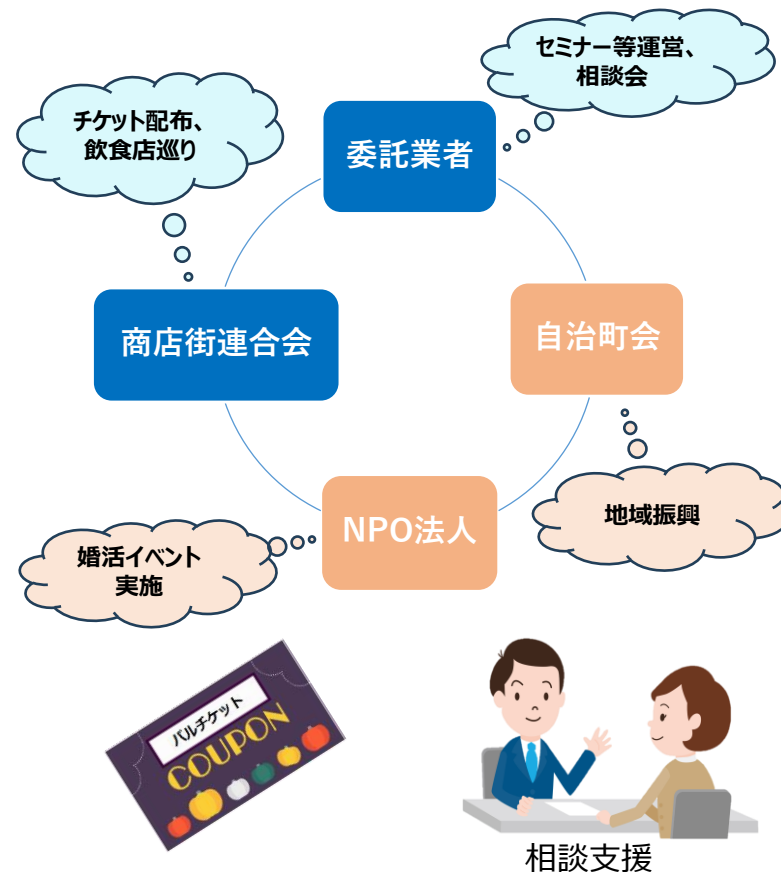 セミナー等運営、
相談会
チケット配布、
飲食店巡り
委託業者
商店街連合会
自治町会
NPO法人
地域振興
婚活イベント
実施
バルチケット
COUPON
相談支援